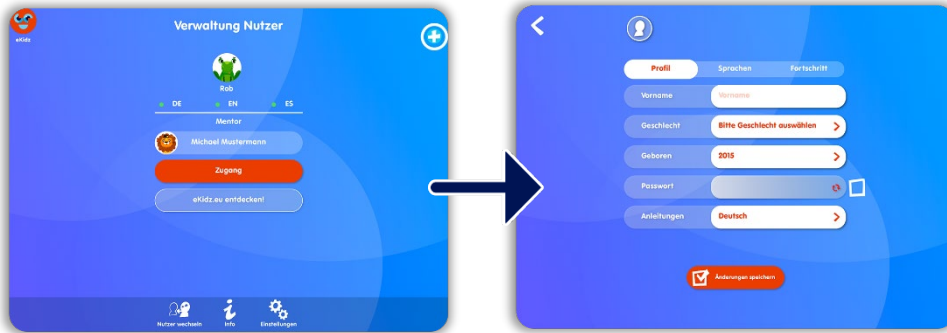 Verwaltung Nutzer
eKidz
Rob
DE EN ES
Mentor
Michael Mustermann
Zugang
eKidz.eu entdecken!
Nutzer wechseln Info Einstellungen
Profil Sprachen Fortschritt
Vorname Vorname
Geschlecht Bitte Geschlecht auswählen
Geboren 2015
Passwort
Anleitungen Deutsch
Änderungen speichern